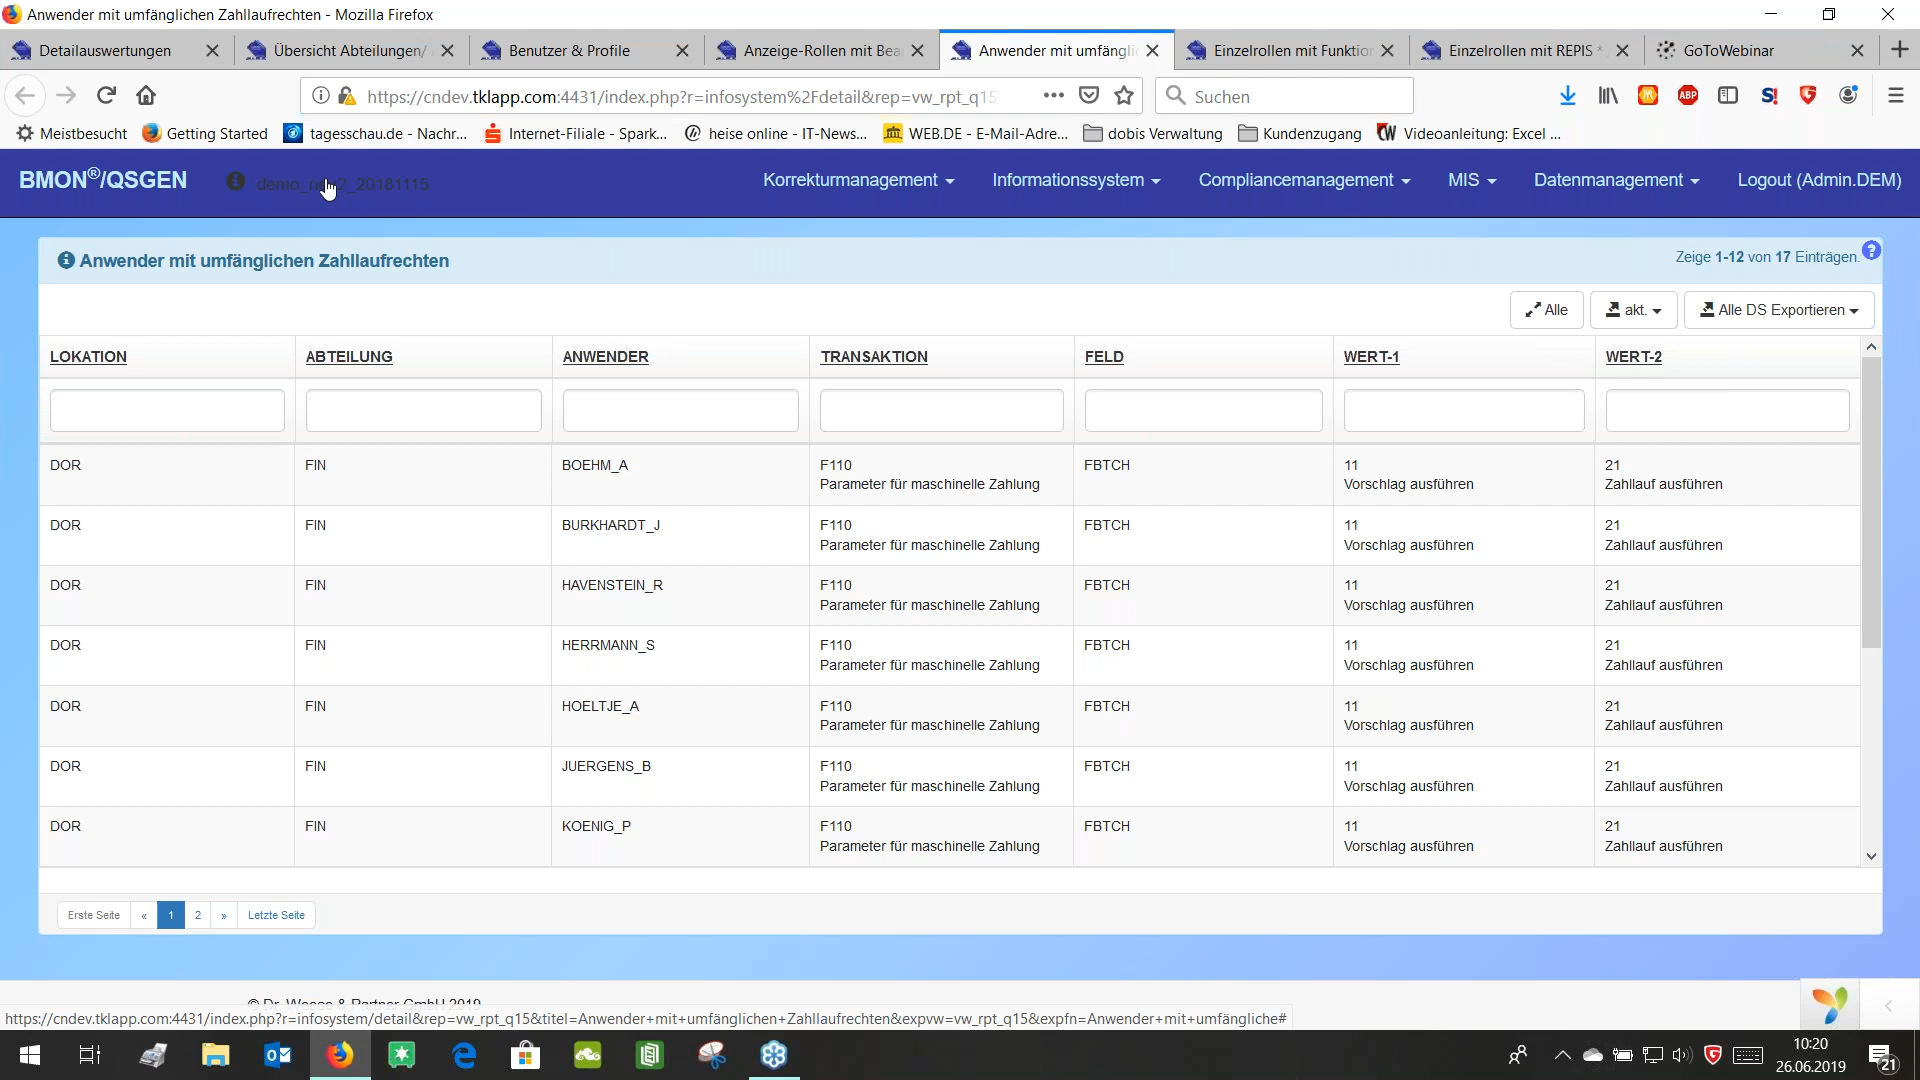 Anwender mit umfänglichen Zahllaufrechten - Mozilla Firefox
Detailauswertungen
Übersicht Abteilungen/
Benutzer & Profile
Anzeige-Rollen mit Bea
Anwender mit umfängli
Einzelrollen mit Funktio
Einzelrollen mit REPIS *
GoToWebinar
https://cndev.tklapp.com:4431/index.php?r=infosystem%2Fdetail&rep=vw_rpt_q15
Suchen
Meistbesucht
Getting Started
tagesschau.de - Nachr...
Internet-Filiale - Spark...
heise online - IT-News...
WEB.DE - E-Mail-Adre...
dobis Verwaltung
Kundenzugang
Videoanleitung: Excel ...
BMON®/QSGEN
Korrekturmanagement
Informationssystem
Compliancemanagement
MIS
Datenmanagement
Logout (Admin.DEM)
Anwender mit umfänglichen Zahllaufrechten
Zeige 1-12 von 17 Einträgen.
?
Alle
akt.
Alle DS Exportieren
LOKATION ABTEILUNG ANWENDER TRANSAKTION FELD WERT-1 WERT-2
DOR FIN BOEHM_A F110 FBTCH 11 21
Parameter für maschinelle Zahlung Vorschlag ausführen Zahllauf ausführen
DOR FIN BURKHARDT_J F110 FBTCH 11 21
Parameter für maschinelle Zahlung Vorschlag ausführen Zahllauf ausführen
DOR FIN HAVENSTEIN_R F110 FBTCH 11 21
Parameter für maschinelle Zahlung Vorschlag ausführen Zahllauf ausführen
DOR FIN HERRMANN_S F110 FBTCH 11 21
Parameter für maschinelle Zahlung Vorschlag ausführen Zahllauf ausführen
DOR FIN HOELTJE_A F110 FBTCH 11 21
Parameter für maschinelle Zahlung Vorschlag ausführen Zahllauf ausführen
DOR FIN JUERGENS_B F110 FBTCH 11 21
Parameter für maschinelle Zahlung Vorschlag ausführen Zahllauf ausführen
DOR FIN KOENIG_P F110 FBTCH 11 21
Parameter für maschinelle Zahlung Vorschlag ausführen Zahllauf ausführen
Erste Seite « 1 2 » Letzte Seite
© Dr. Weese & Partner GmbH 2019
https://cndev.tklapp.com:4431/index.php?r=infosystem/detail&rep=vw_rpt_q15&titel=Anwender+mit+umfänglichen+Zahllaufrechten&expvw=vw_rpt_q15&expfn=Anwender+mit+umfängliche#
10:20
26.06.2019
21